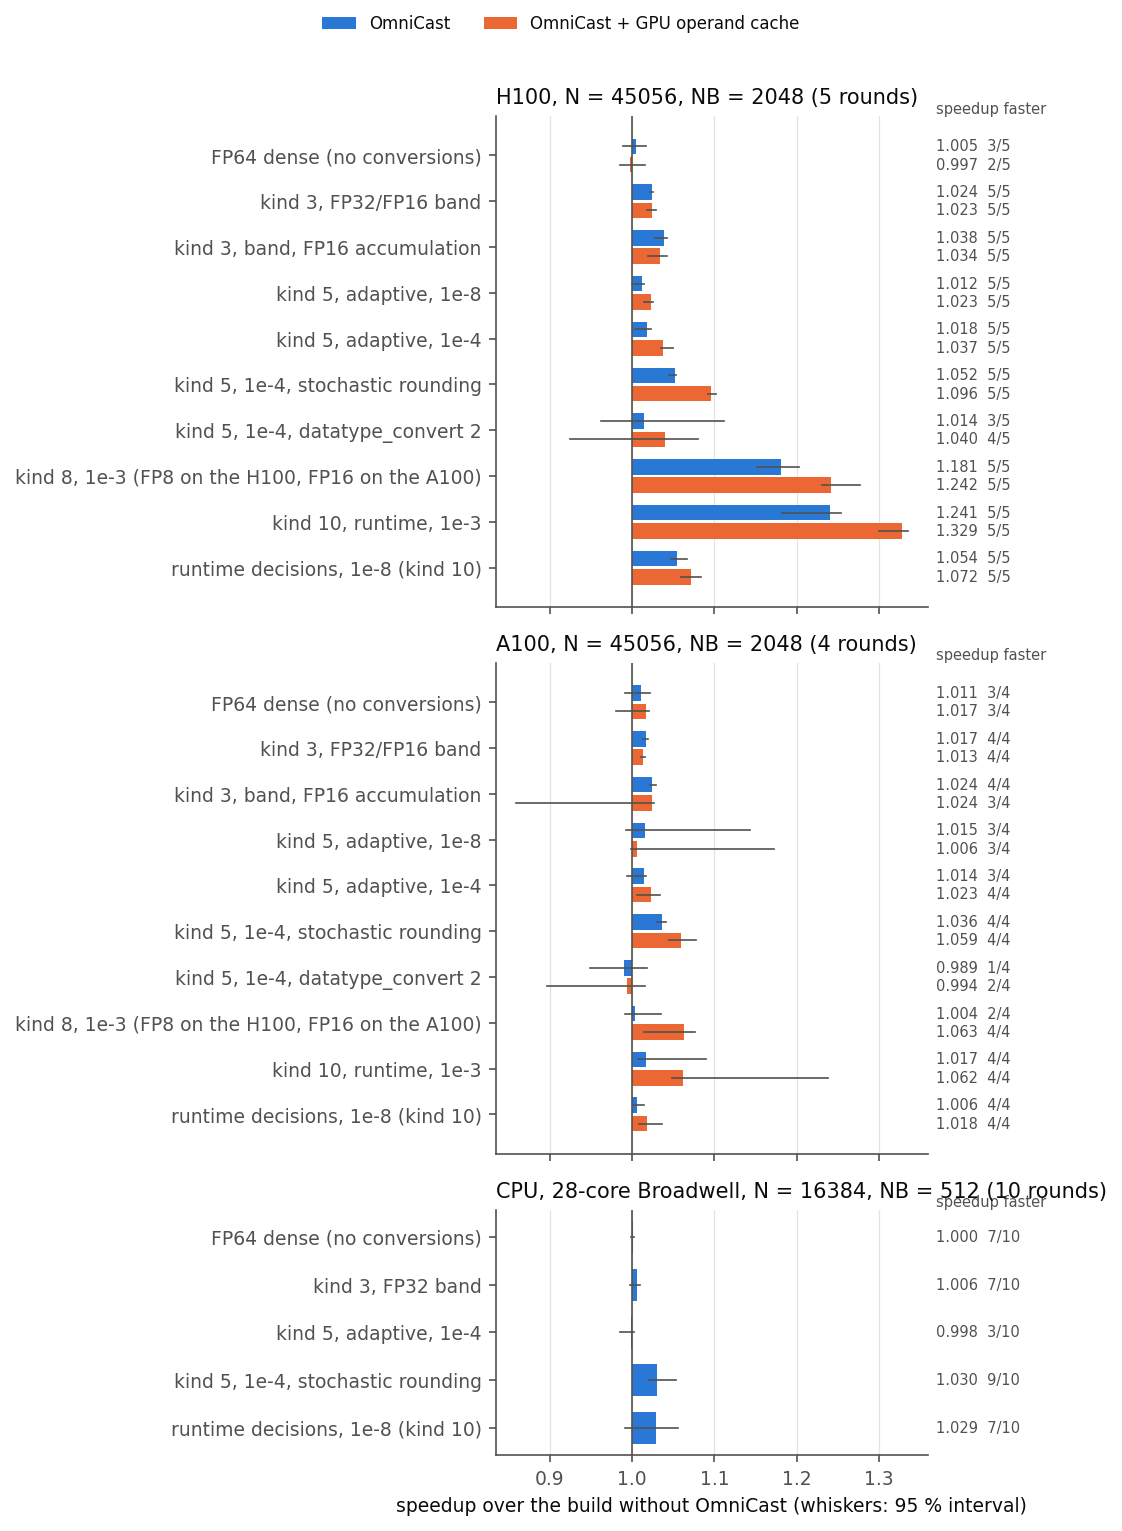 OmniCast OmniCast + GPU operand cache
H100, N = 45056, NB = 2048 (5 rounds)
speedup faster
FP64 dense (no conversions) 1.005 3/5
0.997 2/5
kind 3, FP32/FP16 band 1.024 5/5
1.023 5/5
kind 3, band, FP16 accumulation 1.038 5/5
1.034 5/5
kind 5, adaptive, 1e-8 1.012 5/5
1.023 5/5
kind 5, adaptive, 1e-4 1.018 5/5
1.037 5/5
kind 5, 1e-4, stochastic rounding 1.052 5/5
1.096 5/5
kind 5, 1e-4, datatype_convert 2 1.014 3/5
1.040 4/5
kind 8, 1e-3 (FP8 on the H100, FP16 on the A100) 1.181 5/5
1.242 5/5
kind 10, runtime, 1e-3 1.241 5/5
1.329 5/5
runtime decisions, 1e-8 (kind 10) 1.054 5/5
1.072 5/5
A100, N = 45056, NB = 2048 (4 rounds)
speedup faster
FP64 dense (no conversions) 1.011 3/4
1.017 3/4
kind 3, FP32/FP16 band 1.017 4/4
1.013 4/4
kind 3, band, FP16 accumulation 1.024 4/4
1.024 3/4
kind 5, adaptive, 1e-8 1.015 3/4
1.006 3/4
kind 5, adaptive, 1e-4 1.014 3/4
1.023 4/4
kind 5, 1e-4, stochastic rounding 1.036 4/4
1.059 4/4
kind 5, 1e-4, datatype_convert 2 0.989 1/4
0.994 2/4
kind 8, 1e-3 (FP8 on the H100, FP16 on the A100) 1.004 2/4
1.063 4/4
kind 10, runtime, 1e-3 1.017 4/4
1.062 4/4
runtime decisions, 1e-8 (kind 10) 1.006 4/4
1.018 4/4
CPU, 28-core Broadwell, N = 16384, NB = 512 (10 rounds)
speedup faster
FP64 dense (no conversions) 1.000 7/10
kind 3, FP32 band 1.006 7/10
kind 5, adaptive, 1e-4 0.998 3/10
kind 5, 1e-4, stochastic rounding 1.030 9/10
runtime decisions, 1e-8 (kind 10) 1.029 7/10
0.9 1.0 1.1 1.2 1.3
speedup over the build without OmniCast (whiskers: 95 % interval)